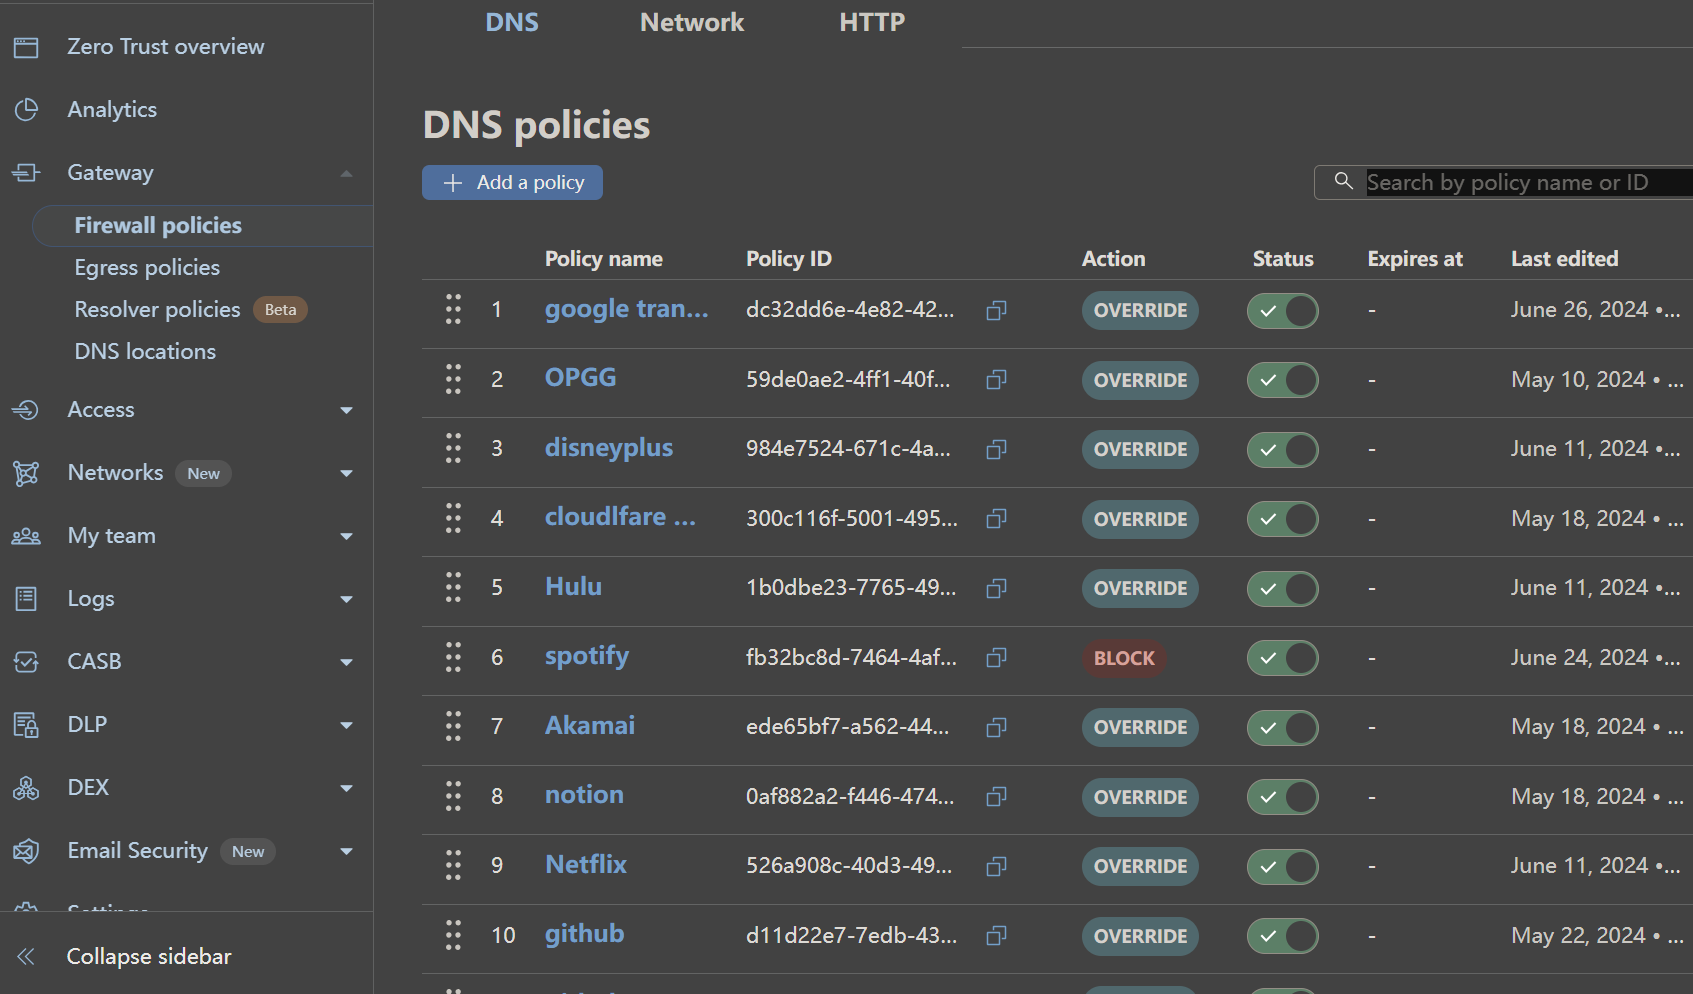 Zero Trust overview
Analytics
Gateway
Firewall policies
Egress policies
Resolver policies Beta
DNS locations
Access
Networks New
My team
Logs
CASB
DLP
DEX
Email Security New
Settings
Collapse sidebar
DNS Network HTTP
DNS policies
Add a policy
Search by policy name or ID
Policy name Policy ID Action Status Expires at Last edited
1 google tran... dc32dd6e-4e82-42... OVERRIDE - June 26, 2024 •...
2 OPGG 59de0ae2-4ff1-40f... OVERRIDE - May 10, 2024 • ...
3 disneyplus 984e7524-671c-4a... OVERRIDE - June 11, 2024 •...
4 cloudlfare ... 300c116f-5001-495... OVERRIDE - May 18, 2024 • ...
5 Hulu 1b0dbe23-7765-49... OVERRIDE - June 11, 2024 •...
6 spotify fb32bc8d-7464-4af... BLOCK - June 24, 2024 •...
7 Akamai ede65bf7-a562-44... OVERRIDE - May 18, 2024 • ...
8 notion 0af882a2-f446-474... OVERRIDE - May 18, 2024 • ...
9 Netflix 526a908c-40d3-49... OVERRIDE - June 11, 2024 •...
10 github d11d22e7-7edb-43... OVERRIDE - May 22, 2024 • ...